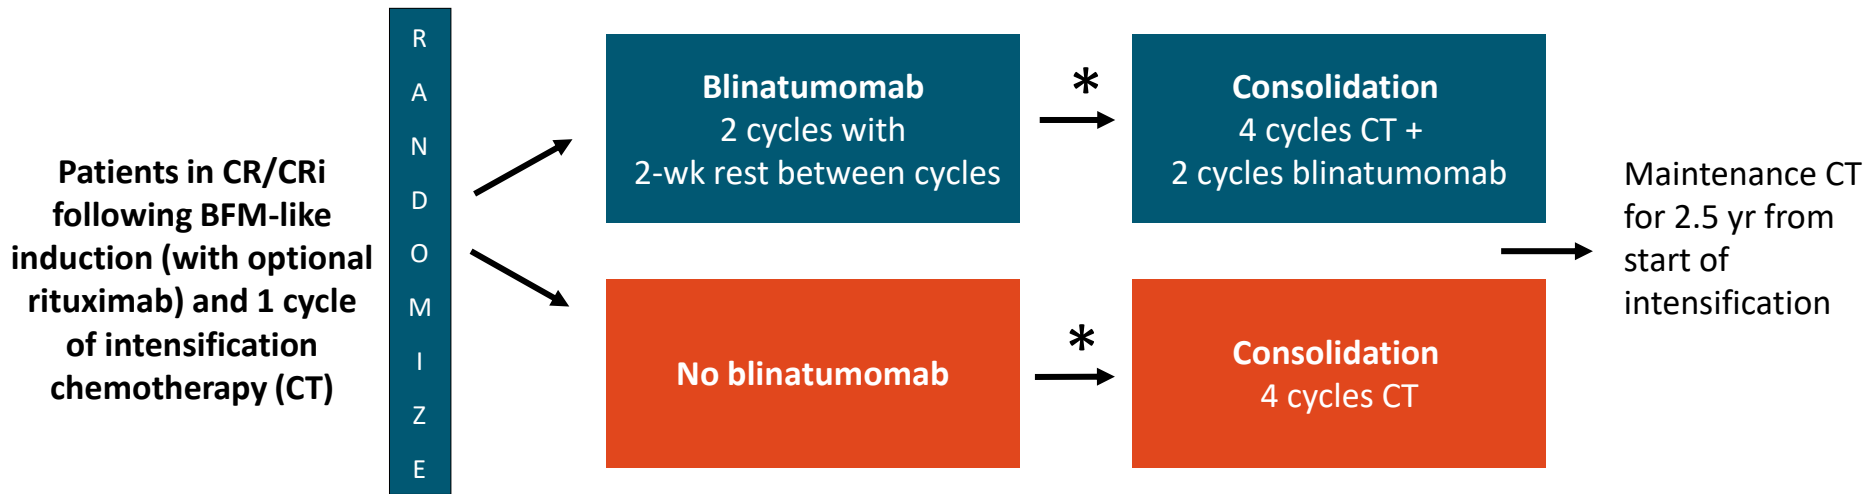 Patients in CR/CRi
following BFM-like
induction (with optional
rituximab) and 1 cycle
of intensification
chemotherapy (CT)
R
A
N
D
O
M
I
Z
E
Blinatumomab
2 cycles with
2-wk rest between cycles
*
Consolidation
4 cycles CT +
2 cycles blinatumomab
No blinatumomab
*
Consolidation
4 cycles CT
Maintenance CT
for 2.5 yr from
start of
intensification